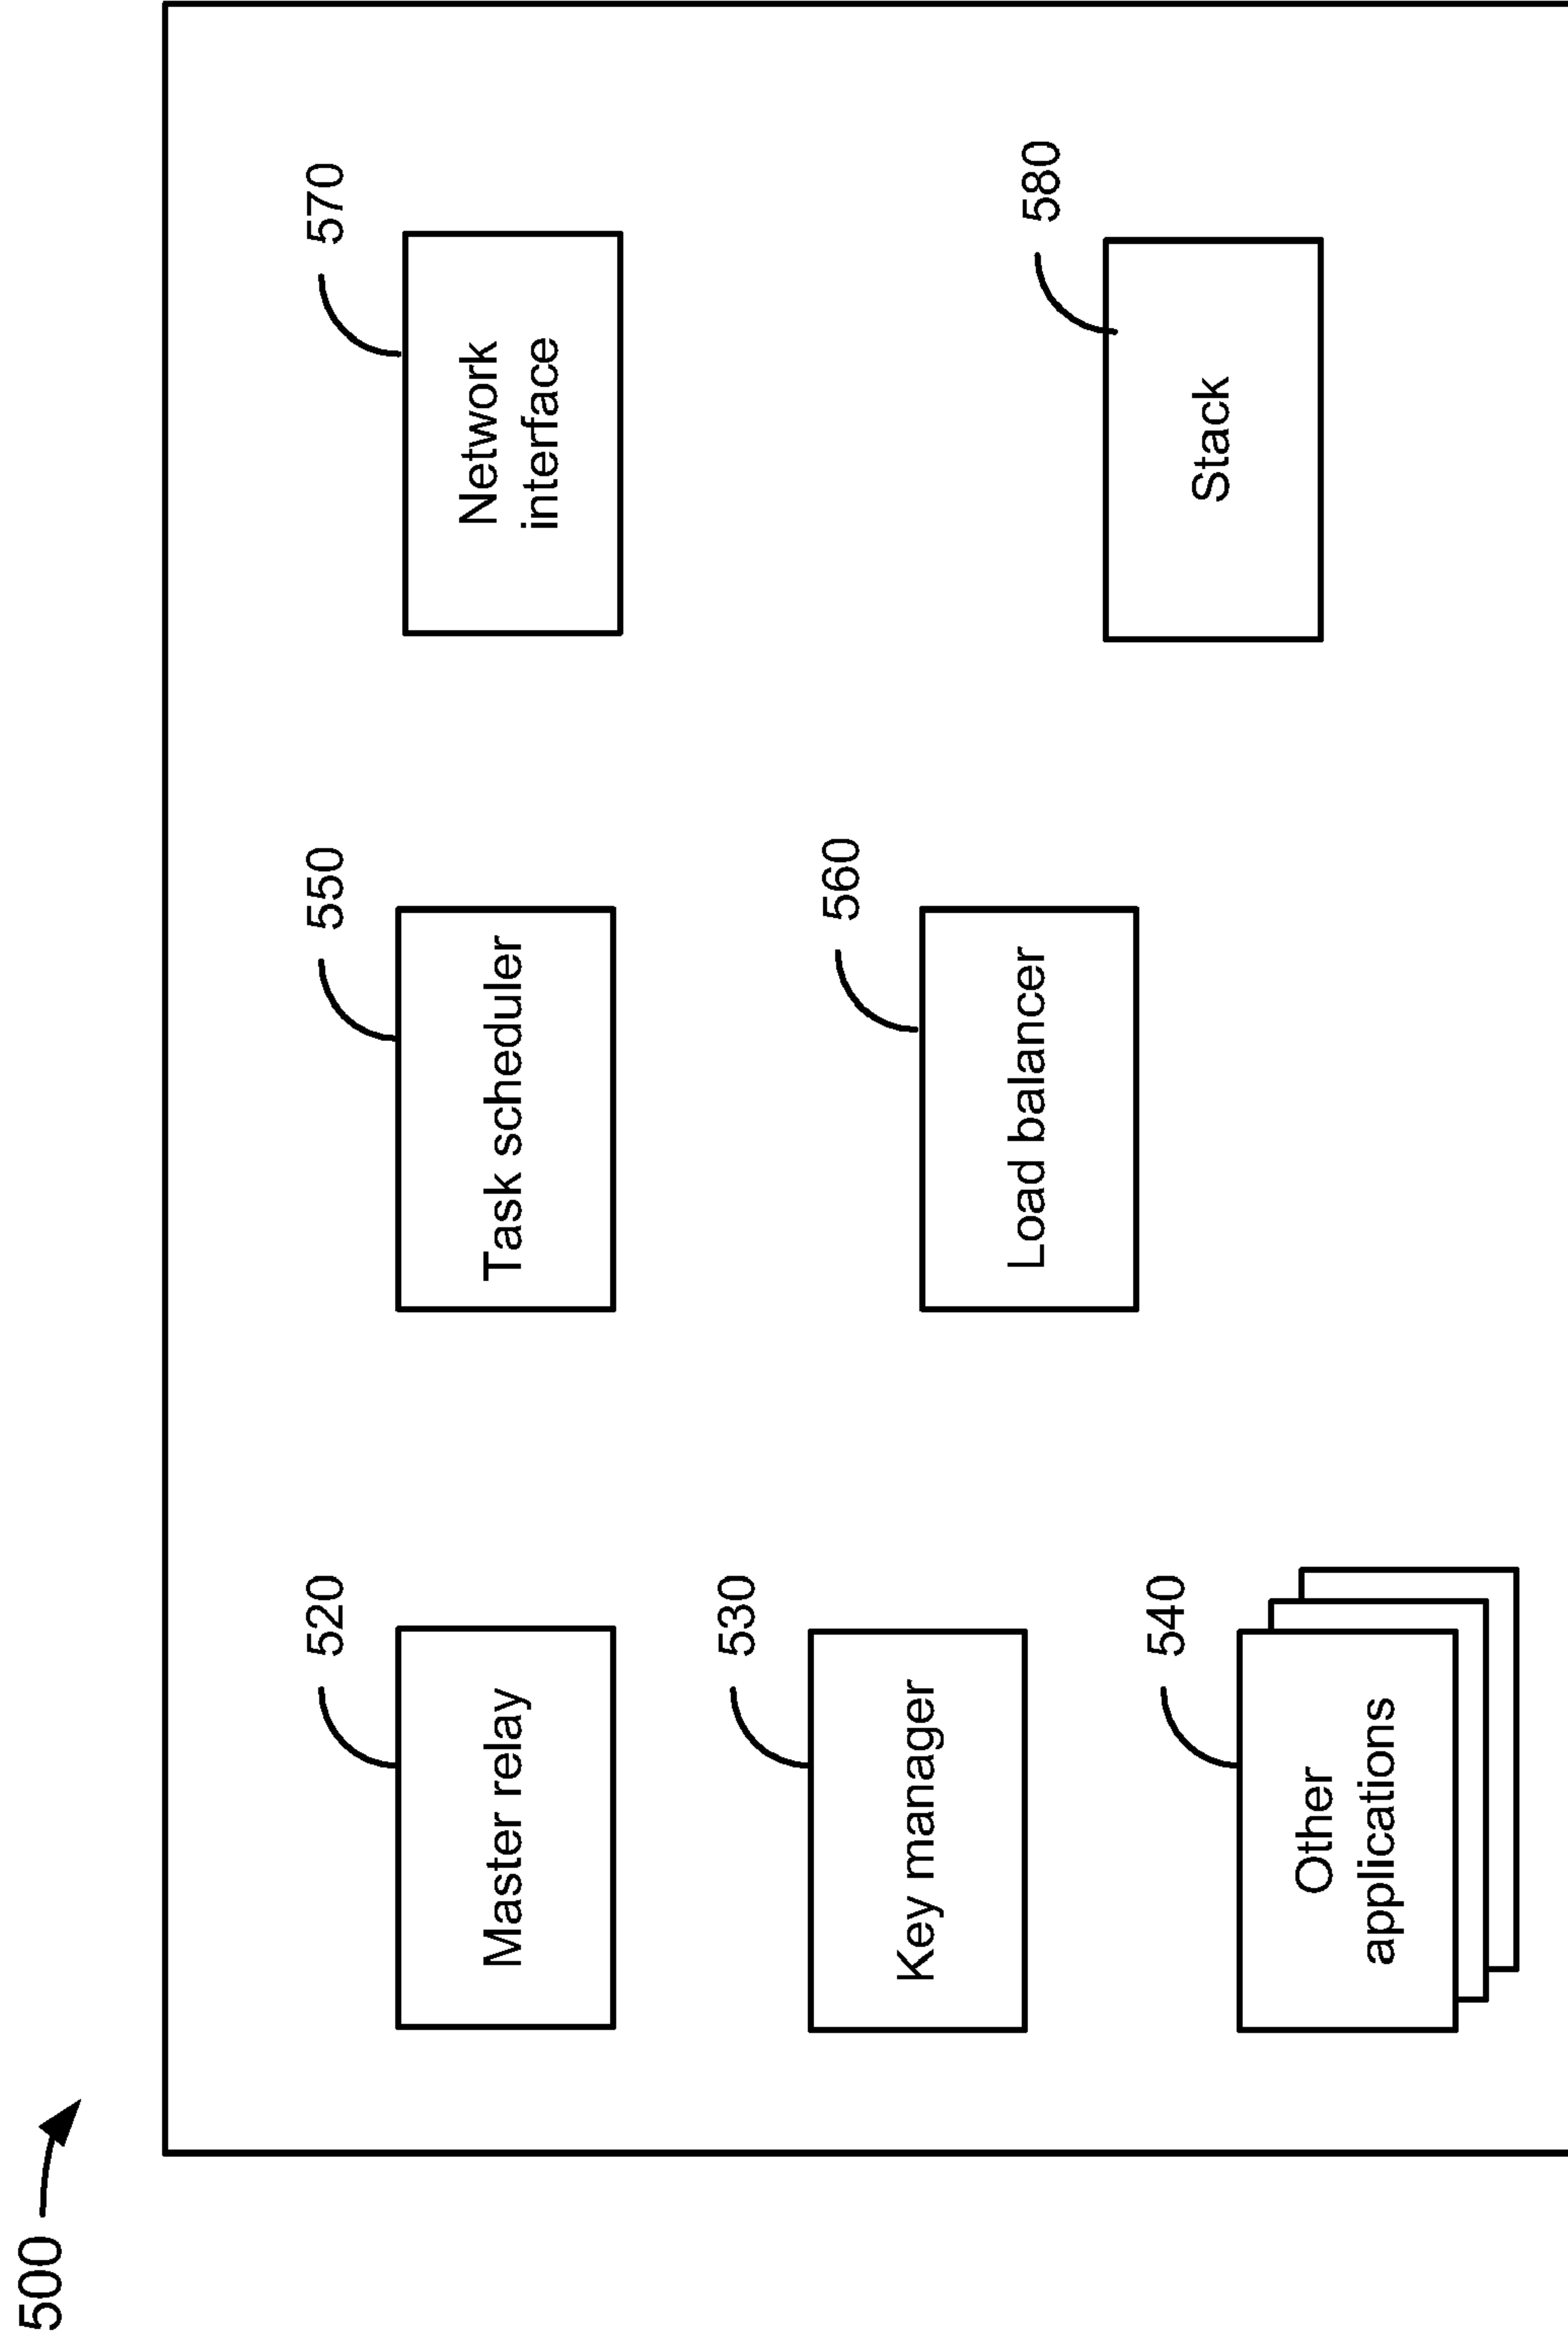 500
520
Master relay
550
Task scheduler
570
Network
interface
530
Key manager
560
Load balancer
580
Stack
540
Other
applications